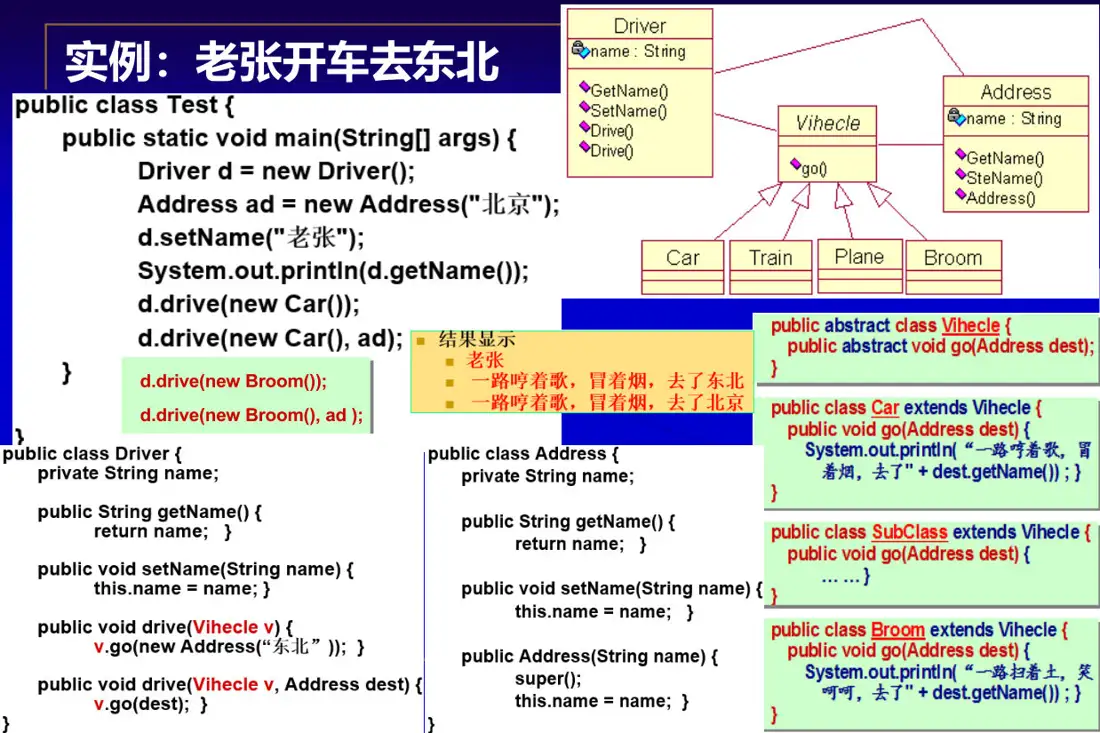 实例：老张开车去东北
public class Test {
public static void main(String[] args) {
Driver d = new Driver();
Address ad = new Address("北京");
d.setName("老张");
System.out.println(d.getName());
d.drive(new Car());
d.drive(new Car(), ad);
}
d.drive(new Broom());
d.drive(new Broom(), ad );
}
结果显示
老张
一路哼着歌，冒着烟，去了东北
一路哼着歌，冒着烟，去了北京
Driver
name : String
GetName()
SetName()
Drive()
Drive()
Vihecle
go()
Address
name : String
GetName()
SteName()
Address()
Car
Train
Plane
Broom
public class Driver {
private String name;
public String getName() {
return name; }
public void setName(String name) {
this.name = name; }
public void drive(Vihecle v) {
v.go(new Address(“东北”)); }
public void drive(Vihecle v, Address dest) {
v.go(dest); }
}
public class Address {
private String name;
public String getName() {
return name; }
public void setName(String name) {
this.name = name; }
public Address(String name) {
super();
this.name = name; }
}
public abstract class Vihecle {
public abstract void go(Address dest);
}
public class Car extends Vihecle {
public void go(Address dest) {
System.out.println( “一路哼着歌，冒
着烟，去了" + dest.getName()) ; }
}
public class SubClass extends Vihecle {
public void go(Address dest) {
… … }
}
public class Broom extends Vihecle {
public void go(Address dest) {
System.out.println( “一路扫着土，笑
呵呵，去了" + dest.getName()) ; }
}